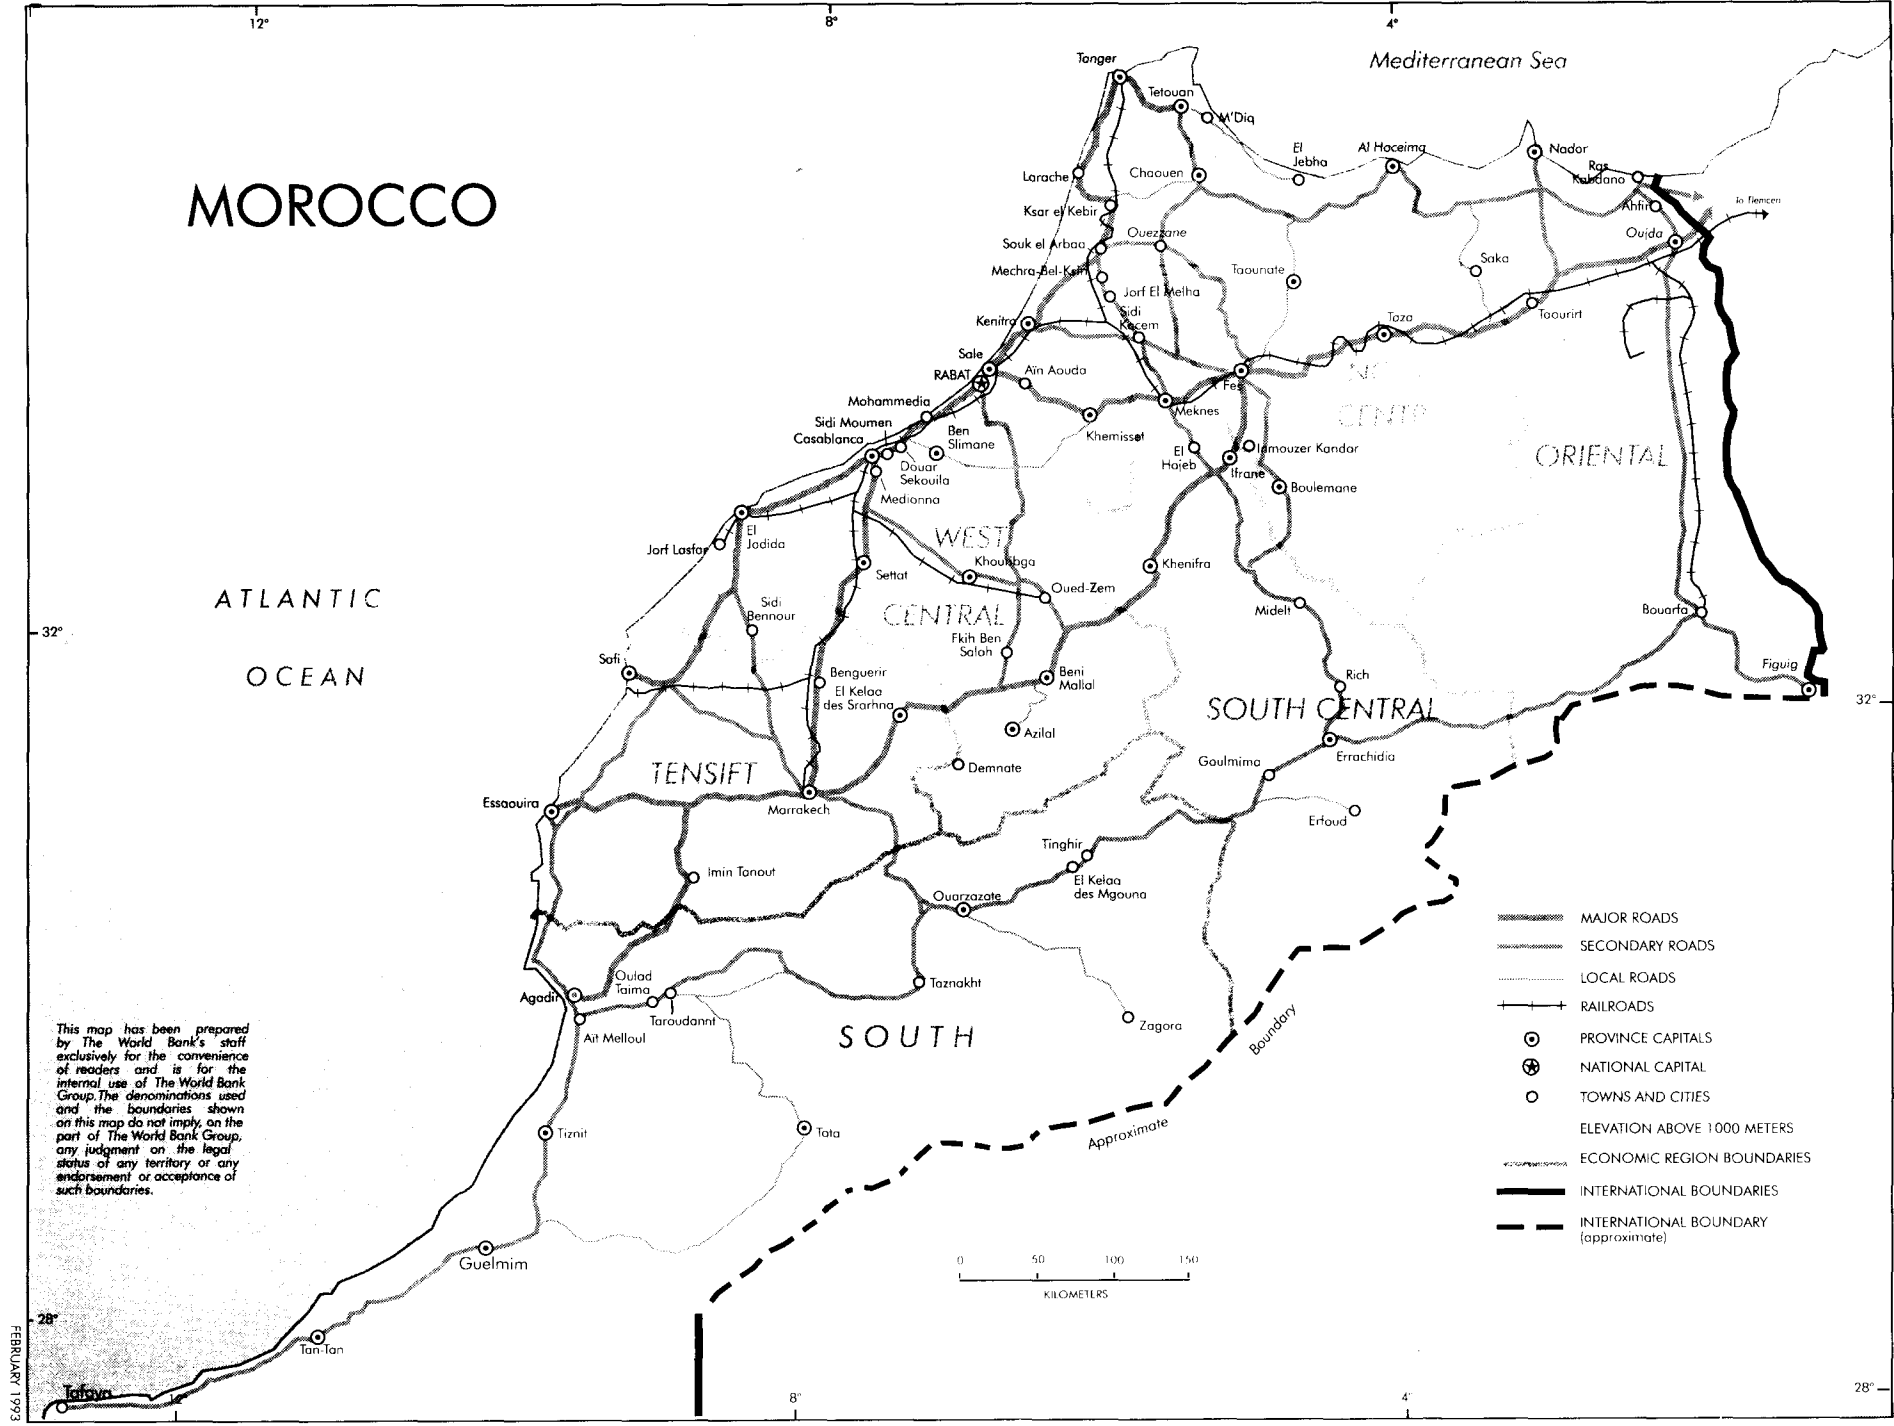 12°
8°
4°
Mediterranean Sea
Tanger
Tetouan
M'Diq
El
Jebha
Al Hoceima
Nador
Ras
Kabdana
MOROCCO
Larache
Chaouen
Ksar el Kebir
Ahfir
to Tlemcen
Souk el Arbaa
Ouezzane
Oujda
Mechra-Bel-Ksiri
Taounate
Saka
Jorf El Melha
Sidi
Kacem
Kenitra
Taza
Taourirt
Sale
RABAT
Aïn Aouda
Fes
Mohammedia
Meknes
Sidi Moumen
Casablanca
Ben
Slimane
Khemisset
El
Hajeb
Imouzer Kandar
Ifrane
ORIENTAL
Douar
Sekouila
Boulemane
Mediouna
El
Jadida
Jorf Lasfar
WEST
CENTRAL
Khouribga
Khenifra
Settat
Oued-Zem
ATLANTIC
OCEAN
Sidi
Bennour
Midelt
Bouarfa
32°
Fkih Ben
Salah
Safi
Benguerir
Beni
Mallal
Rich
Figuig
El Kelaa
des Srarhna
SOUTH CENTRAL
32°
Azilal
Errachidia
TENSIFT
Demnate
Goulmima
Essaouira
Marrakech
Erfoud
Tinghir
Imin Tanout
El Kelaa
des Mgouna
Ouarzazate
MAJOR ROADS
SECONDARY ROADS
LOCAL ROADS
RAILROADS
PROVINCE CAPITALS
NATIONAL CAPITAL
TOWNS AND CITIES
ELEVATION ABOVE 1000 METERS
ECONOMIC REGION BOUNDARIES
INTERNATIONAL BOUNDARIES
INTERNATIONAL BOUNDARY
(approximate)
Oulad
Taima
Taznakht
Agadir
Taroudannt
Zagora
Aït Melloul
SOUTH
Approximate
Boundary
This map has been prepared
by The World Bank's staff
exclusively for the convenience
of readers and is for the
internal use of The World Bank
Group. The denominations used
and the boundaries shown
on this map do not imply, on the
part of The World Bank Group,
any judgment on the legal
status of any territory or any
endorsement or acceptance of
such boundaries.
Tiznit
Tata
Guelmim
0 50 100 150
KILOMETERS
28°
Tan-Tan
FEBRUARY 1993
Tafaya
12°
8°
4°
28°